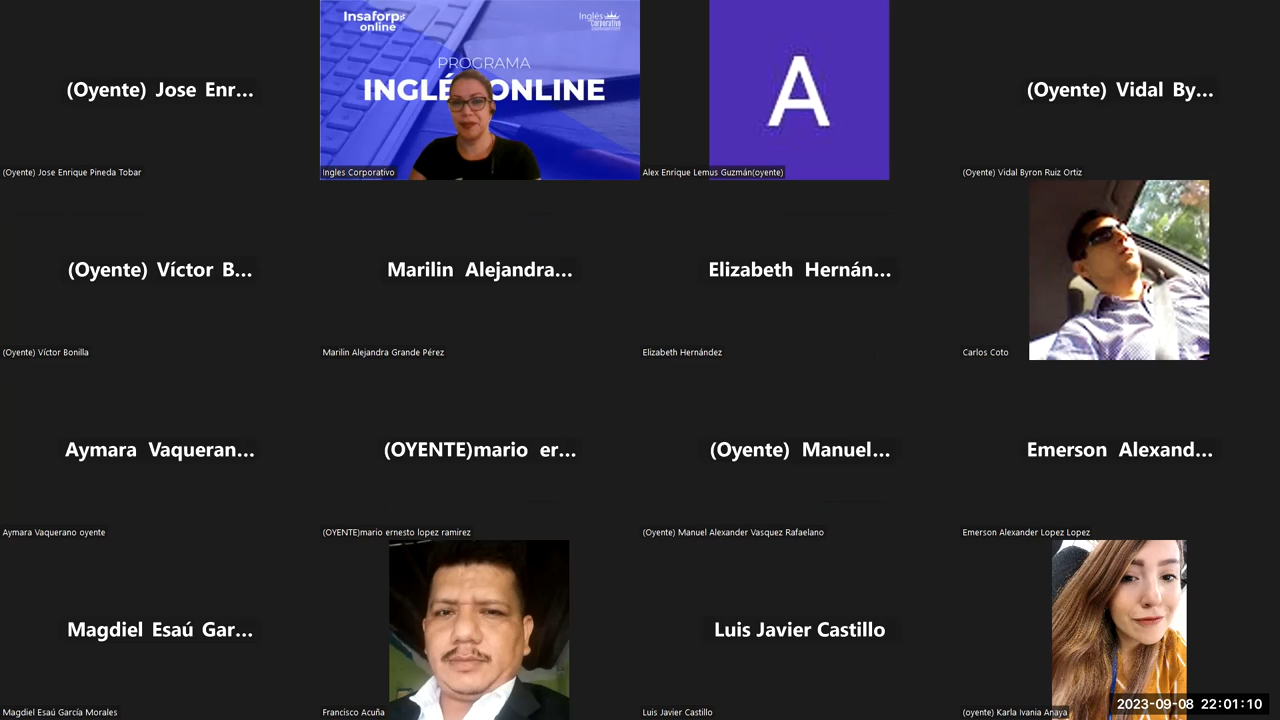 (Oyente) Jose Enr...
(Oyente) Jose Enrique Pineda Tobar
Insaforp
online
Inglés
Corporativo
PROGRAMA
INGLÉ ONLINE
Ingles Corporativo
A
Alex Enrique Lemus Guzmán(oyente)
(Oyente) Vidal By...
(Oyente) Vidal Byron Ruiz Ortiz
(Oyente) Víctor B...
(Oyente) Víctor Bonilla
Marilin Alejandra...
Marilin Alejandra Grande Pérez
Elizabeth Hernán...
Elizabeth Hernández
Carlos Coto
Aymara Vaqueran...
Aymara Vaquerano oyente
(OYENTE)mario er...
(OYENTE)mario ernesto lopez ramirez
(Oyente) Manuel...
(Oyente) Manuel Alexander Vasquez Rafaelano
Emerson Alexand...
Emerson Alexander Lopez Lopez
Magdiel Esaú Gar...
Magdiel Esaú García Morales
Francisco Acuña
Luis Javier Castillo
Luis Javier Castillo
(oyente) Karla Ivania Anaya
2023-09-08 22:01:10